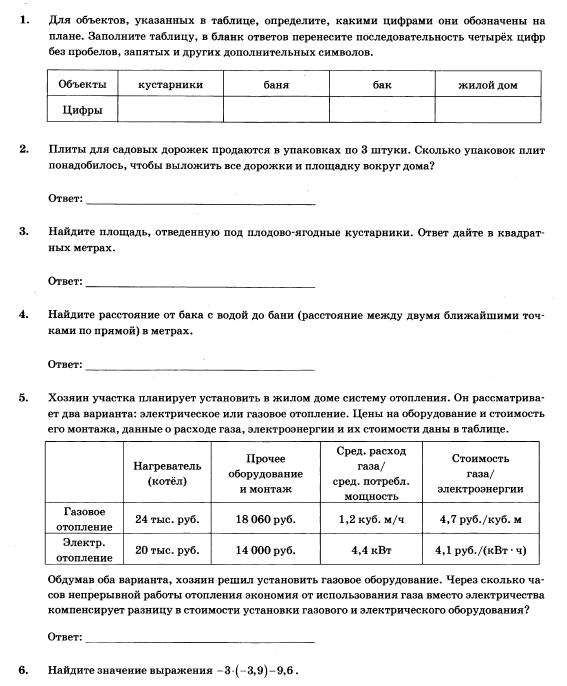 1. Для объектов, указанных в таблице, определите, какими цифрами они обозначены на
плане. Заполните таблицу, в бланк ответов перенесите последовательность четырёх цифр
без пробелов, запятых и других дополнительных символов.
Объекты кустарники баня бак жилой дом
Цифры
2. Плиты для садовых дорожек продаются в упаковках по 3 штуки. Сколько упаковок плит
понадобилось, чтобы выложить все дорожки и площадку вокруг дома?
Ответ:
3. Найдите площадь, отведенную под плодово-ягодные кустарники. Ответ дайте в квадрат-
ных метрах.
Ответ:
4. Найдите расстояние от бака с водой до бани (расстояние между двумя ближайшими точ-
ками по прямой) в метрах.
Ответ:
5. Хозяин участка планирует установить в жилом доме систему отопления. Он рассматрива-
ет два варианта: электрическое или газовое отопление. Цены на оборудование и стоимость
его монтажа, данные о расходе газа, электроэнергии и их стоимости даны в таблице.
Нагреватель
(котёл)
Прочее
оборудование
и монтаж
Сред. расход
газа/
сред. потребл.
мощность
Стоимость
газа/
электроэнергии
Газовое
отопление
24 тыс. руб. 18 060 руб. 1,2 куб. м/ч 4,7 руб./куб. м
Электр.
отопление
20 тыс. руб. 14 000 руб. 4,4 кВт 4,1 руб./(кВт · ч)
Обдумав оба варианта, хозяин решил установить газовое оборудование. Через сколько ча-
сов непрерывной работы отопления экономия от использования газа вместо электричества
компенсирует разницу в стоимости установки газового и электрического оборудования?
Ответ:
6. Найдите значение выражения −3·(−3,9)−9,6 .